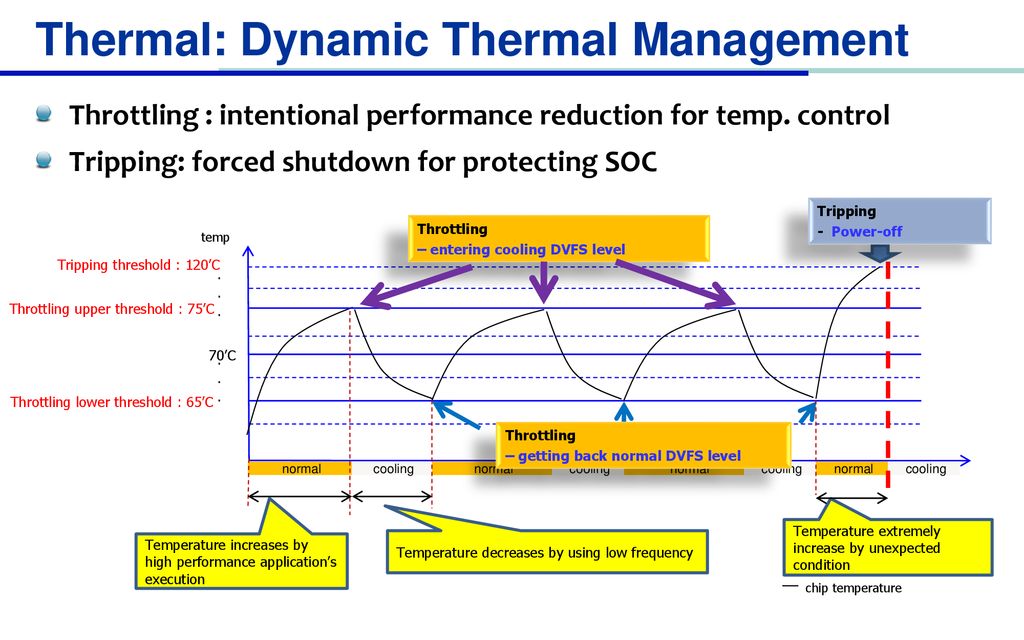 Thermal: Dynamic Thermal Management
Throttling : intentional performance reduction for temp. control
Tripping: forced shutdown for protecting SOC
Tripping
- Power-off
Throttling
– entering cooling DVFS level
temp
Tripping threshold : 120’C
Throttling upper threshold : 75’C
70’C
Throttling lower threshold : 65’C
Throttling
– getting back normal DVFS level
normal
cooling
normal
cooling
normal
cooling
normal
cooling
Temperature increases by
high performance application’s
execution
Temperature decreases by using low frequency
Temperature extremely
increase by unexpected
condition
chip temperature